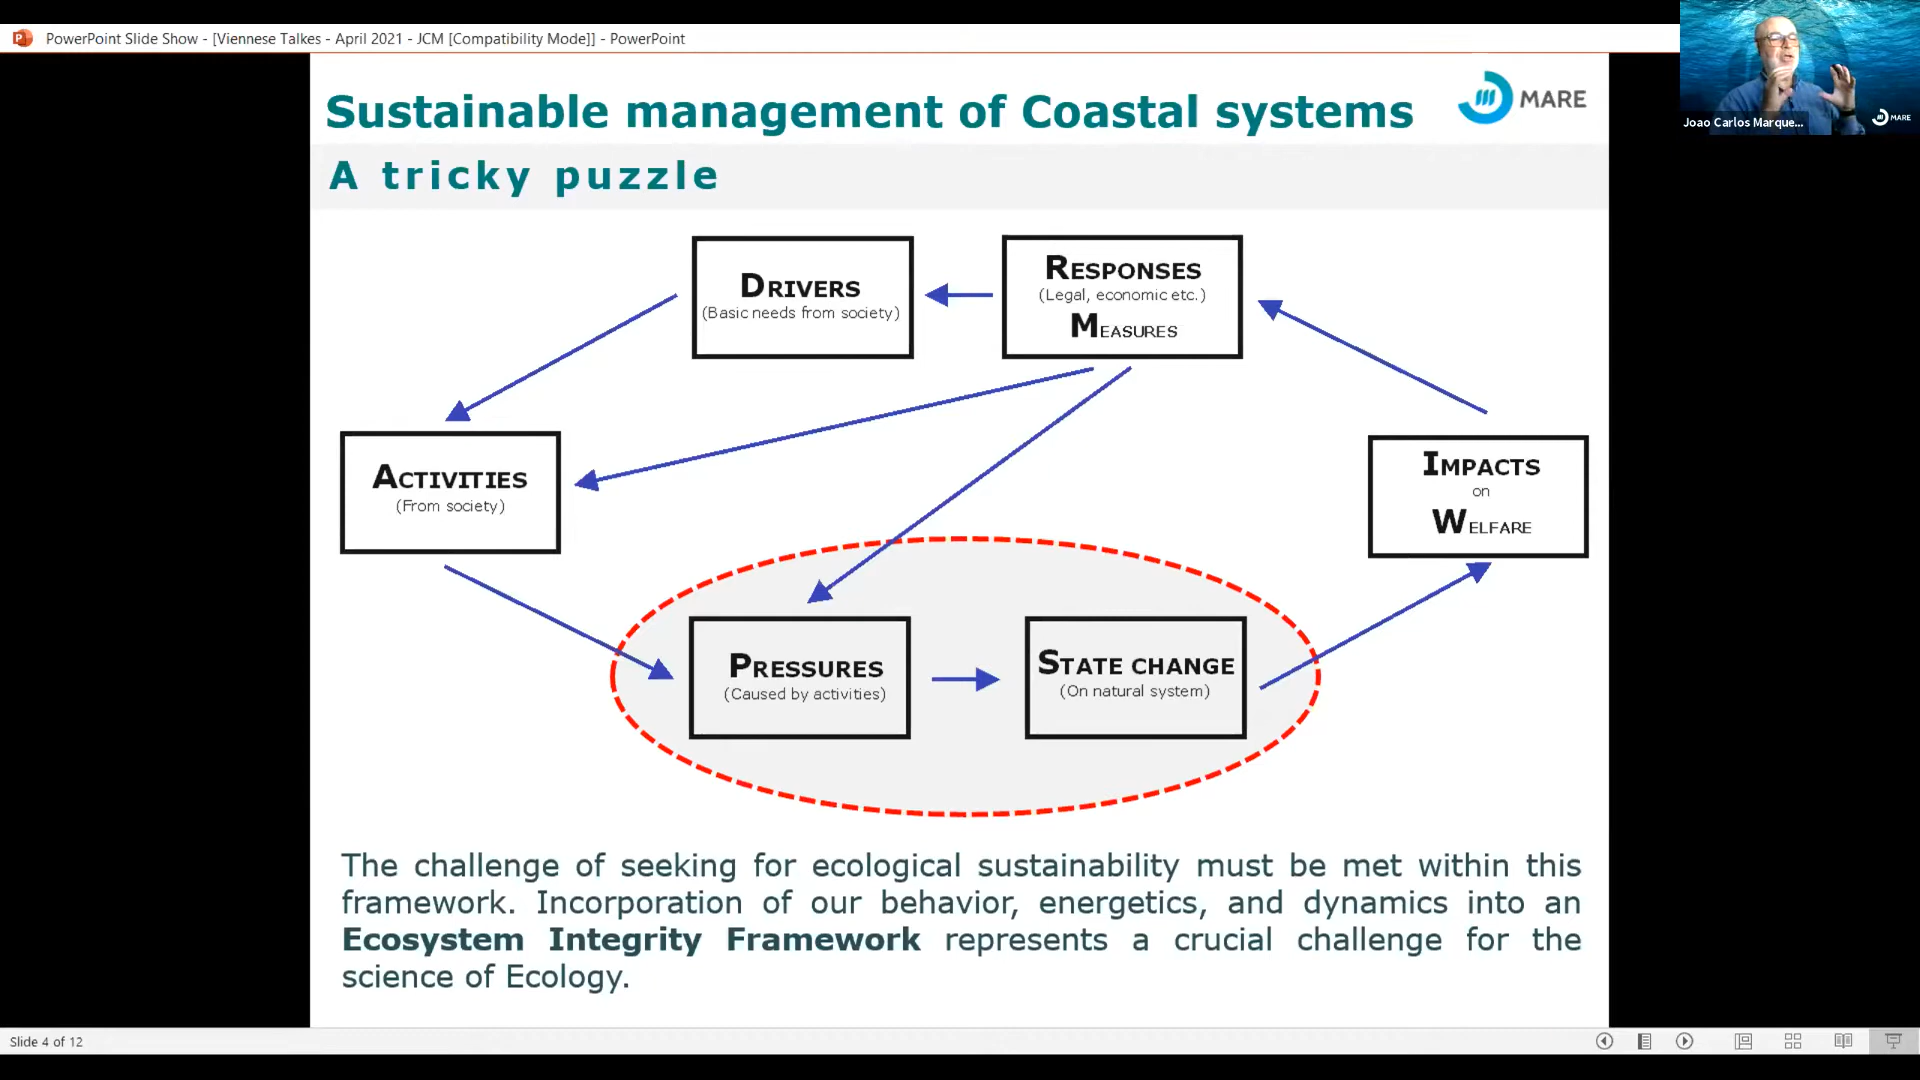 PowerPoint Slide Show - [Viennese Talkes - April 2021 - JCM [Compatibility Mode]] - PowerPoint
Sustainable management of Coastal systems
MARE
Joao Carlos Marque...
MARE
A tricky puzzle
DRIVERS
(Basic needs from society)
RESPONSES
(Legal, economic etc.)
MEASURES
ACTIVITIES
(From society)
IMPACTS
on
WELFARE
PRESSURES
(Caused by activities)
STATE CHANGE
(On natural system)
The challenge of seeking for ecological sustainability must be met within this
framework. Incorporation of our behavior, energetics, and dynamics into an
Ecosystem Integrity Framework represents a crucial challenge for the
science of Ecology.
Slide 4 of 12